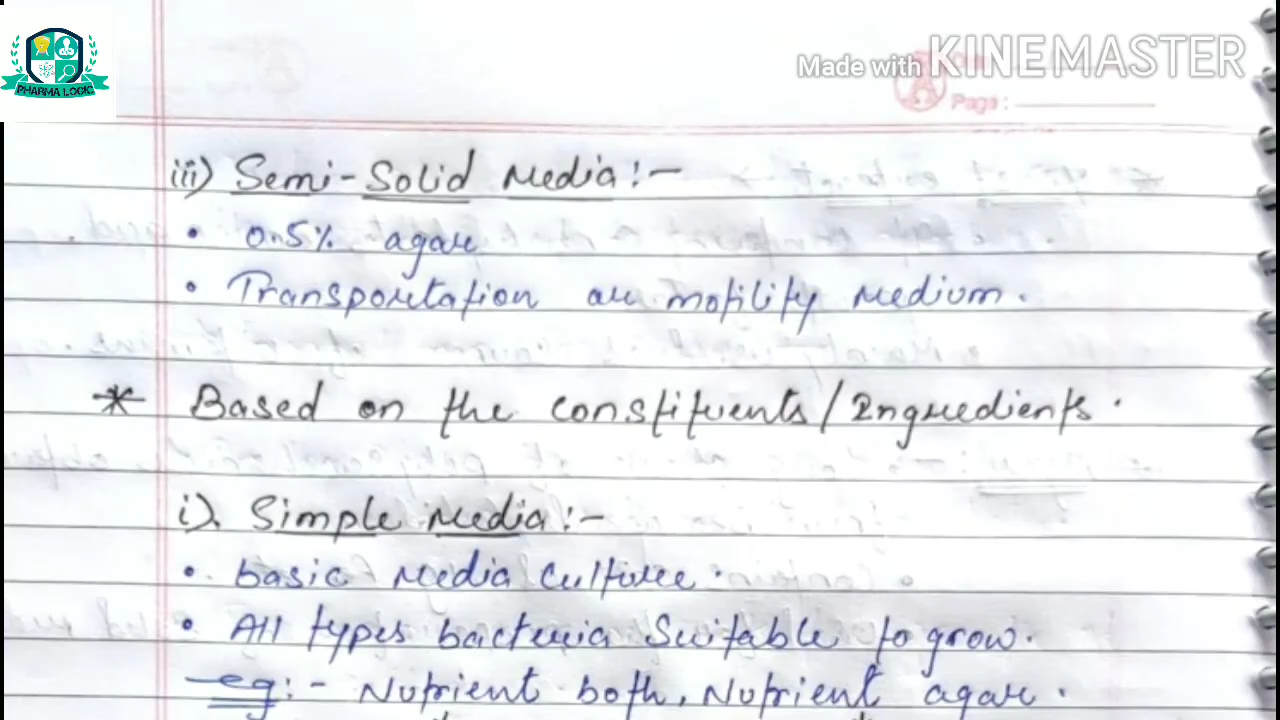 PHARMA LOGIC
Made with KINEMASTER
Page :
iii) Semi-Solid Media :-
• 0.5% agar
• Transportation or motility medium.
* Based on the constituents/Ingredients.
i). Simple Media :-
• basic Media Culture.
• All types bacteria Suitable to grow.
eg :- Nutrient both, Nutrient agar.